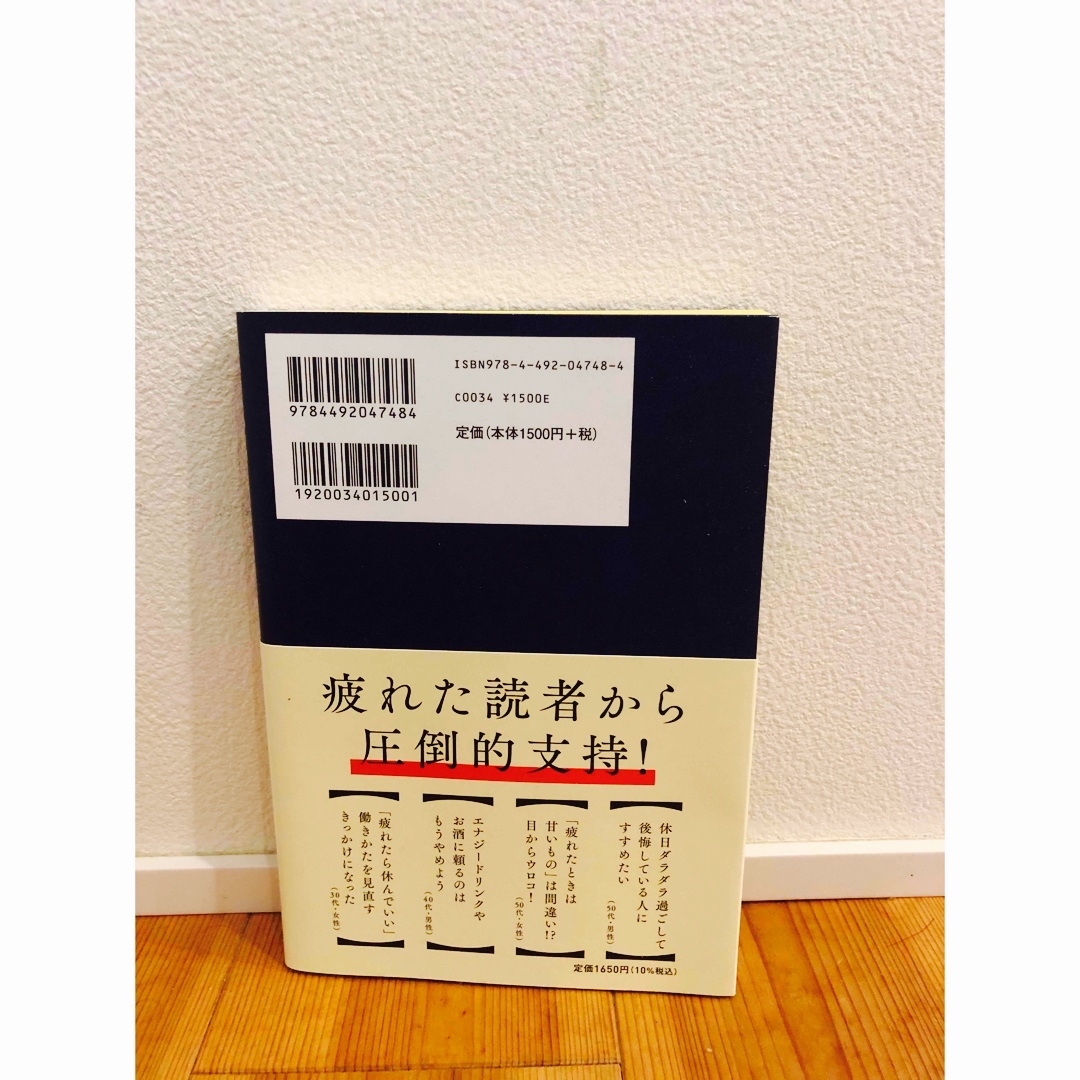 ISBN978-4-492-04748-4
9784492047484
C0034 ¥1500E
定価(本体1500円+税)
1920034015001
疲れた読者から
圧倒的支持!
休日ダラダラ過ごして
後悔している人に
すすめたい
(50代・男性)
「疲れたときは
甘いもの」は間違い!?
目からウロコ!
(50代・女性)
エナジードリンクや
お酒に頼るのは
もうやめよう
(40代・男性)
「疲れたら休んでいい」
働きかたを見直す
きっかけになった
(30代・女性)
定価1650円(10%税込)